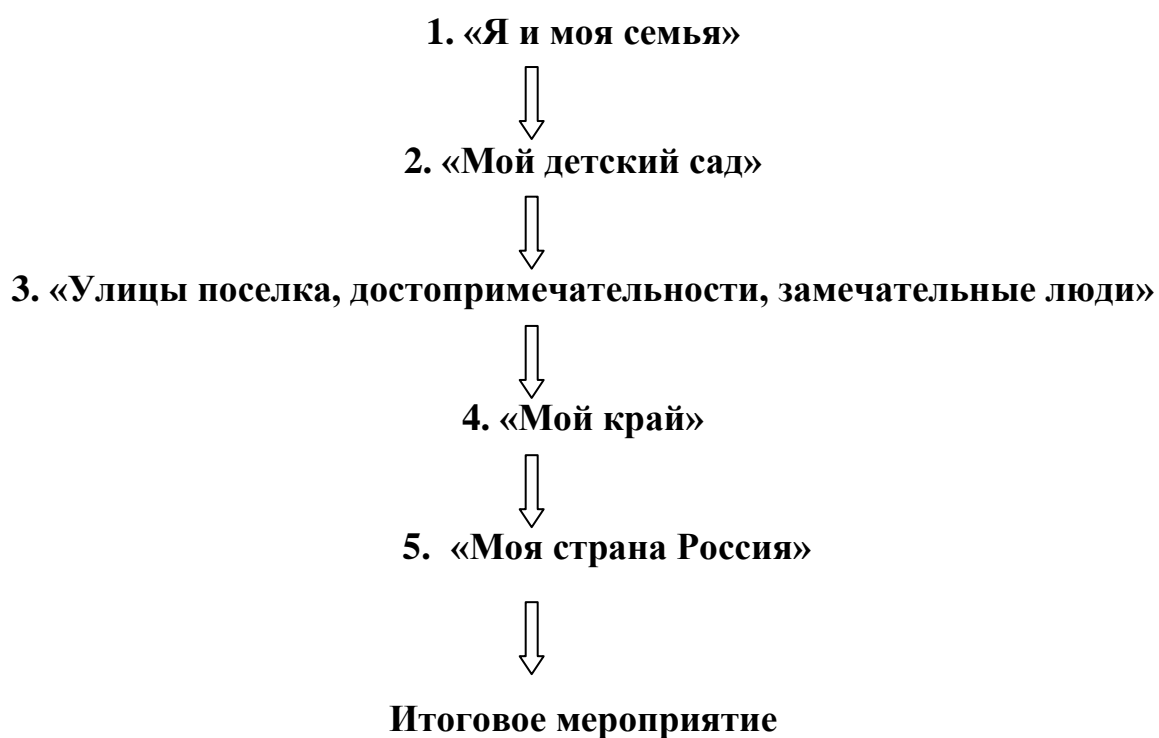 1. «Я и моя семья»
2. «Мой детский сад»
3. «Улицы поселка, достопримечательности, замечательные люди»
4. «Мой край»
5. «Моя страна Россия»
Итоговое мероприятие